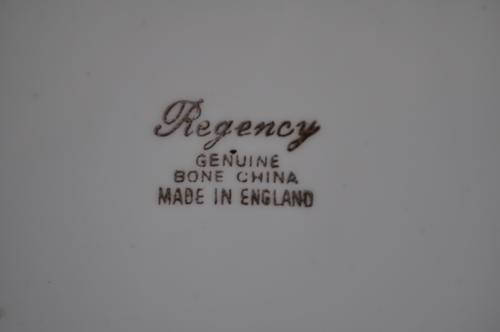 Regency
GENUINE
BONE CHINA
MADE IN ENGLAND